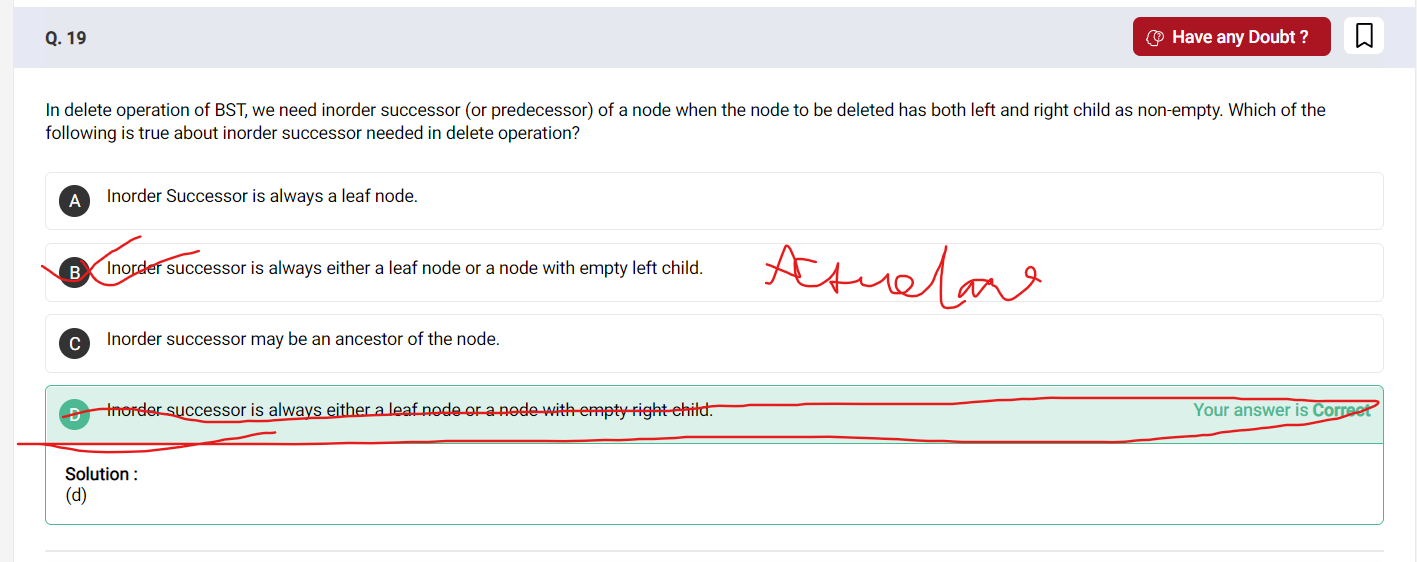 Q. 19
Have any Doubt ?
In delete operation of BST, we need inorder successor (or predecessor) of a node when the node to be deleted has both left and right child as non-empty. Which of the
following is true about inorder successor needed in delete operation?
A Inorder Successor is always a leaf node.
B Inorder successor is always either a leaf node or a node with empty left child.
C Inorder successor may be an ancestor of the node.
D Inorder successor is always either a leaf node or a node with empty right child.
Your answer is Correct
Solution :
(d)